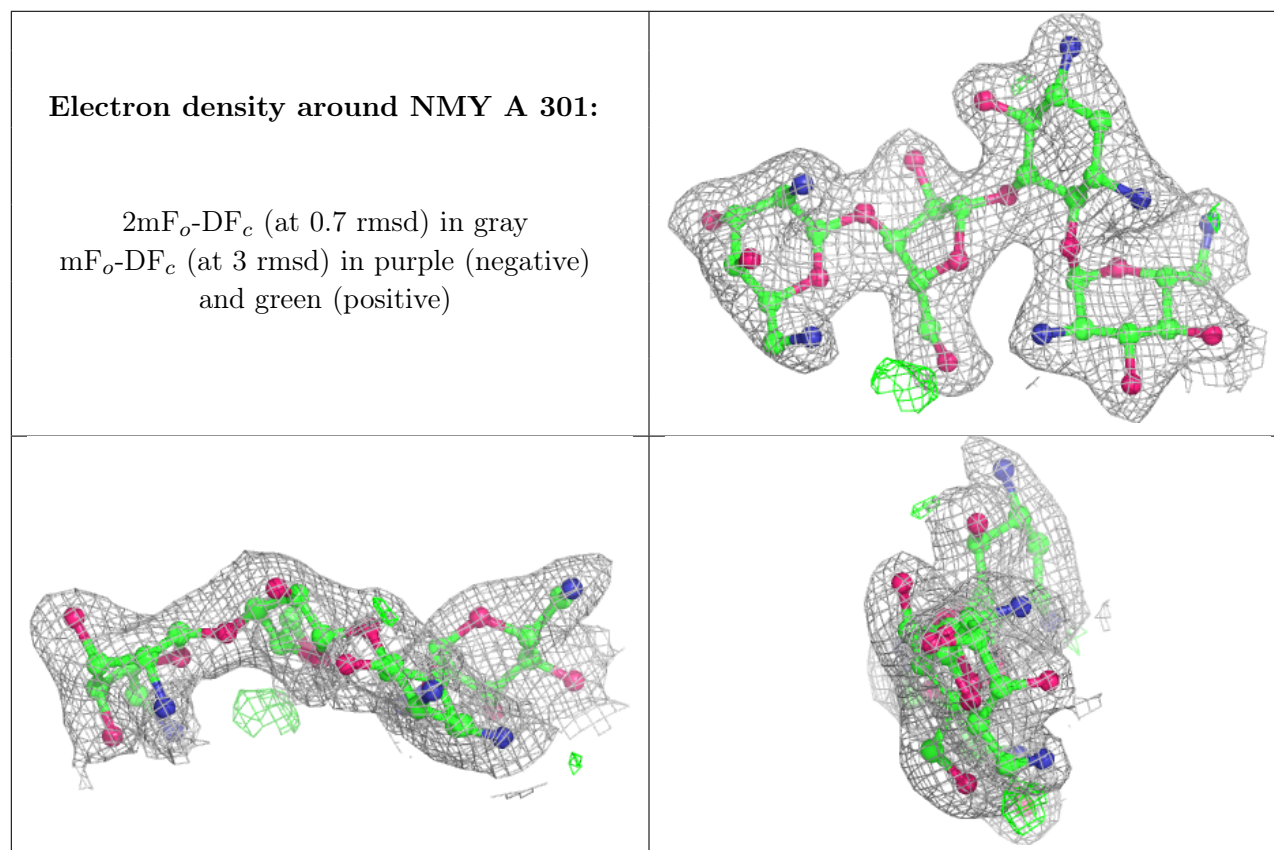 Electron density around NMY A 301:
2mFo-DFc (at 0.7 rmsd) in gray
mFo-DFc (at 3 rmsd) in purple (negative)
and green (positive)